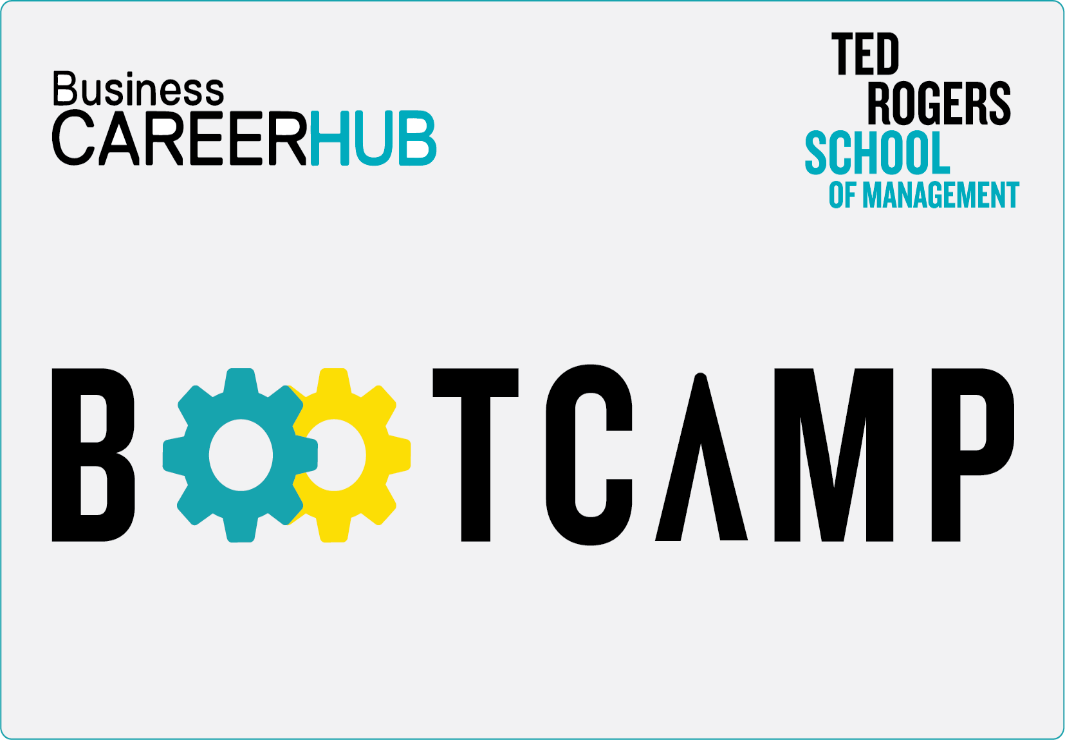 Business
CAREERHUB
TED
ROGERS
SCHOOL
OF MANAGEMENT
BOOTCAMP